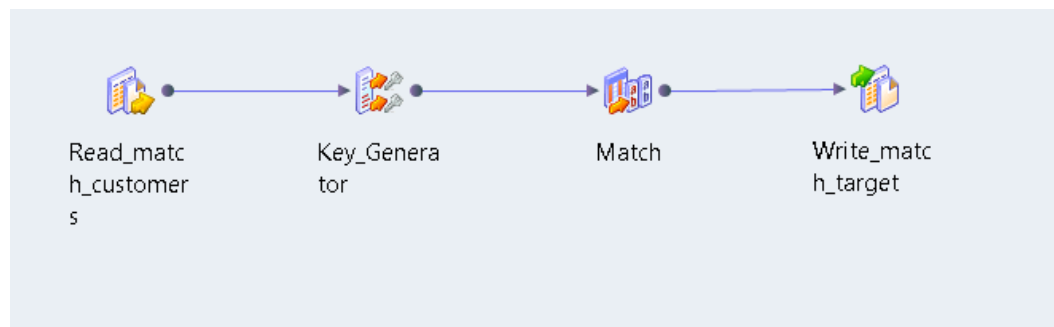 Read_matc
h_customer
s
Key_Genera
tor
Match
Write_matc
h_target